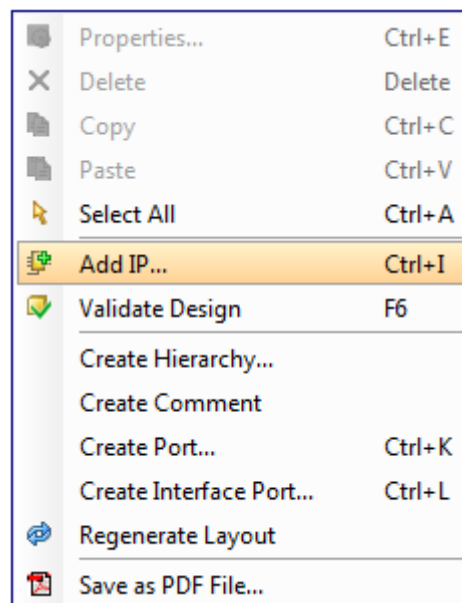 Properties... Ctrl+E
Delete Delete
Copy Ctrl+C
Paste Ctrl+V
Select All Ctrl+A
Add IP... Ctrl+I
Validate Design F6
Create Hierarchy...
Create Comment
Create Port... Ctrl+K
Create Interface Port... Ctrl+L
Regenerate Layout
Save as PDF File...